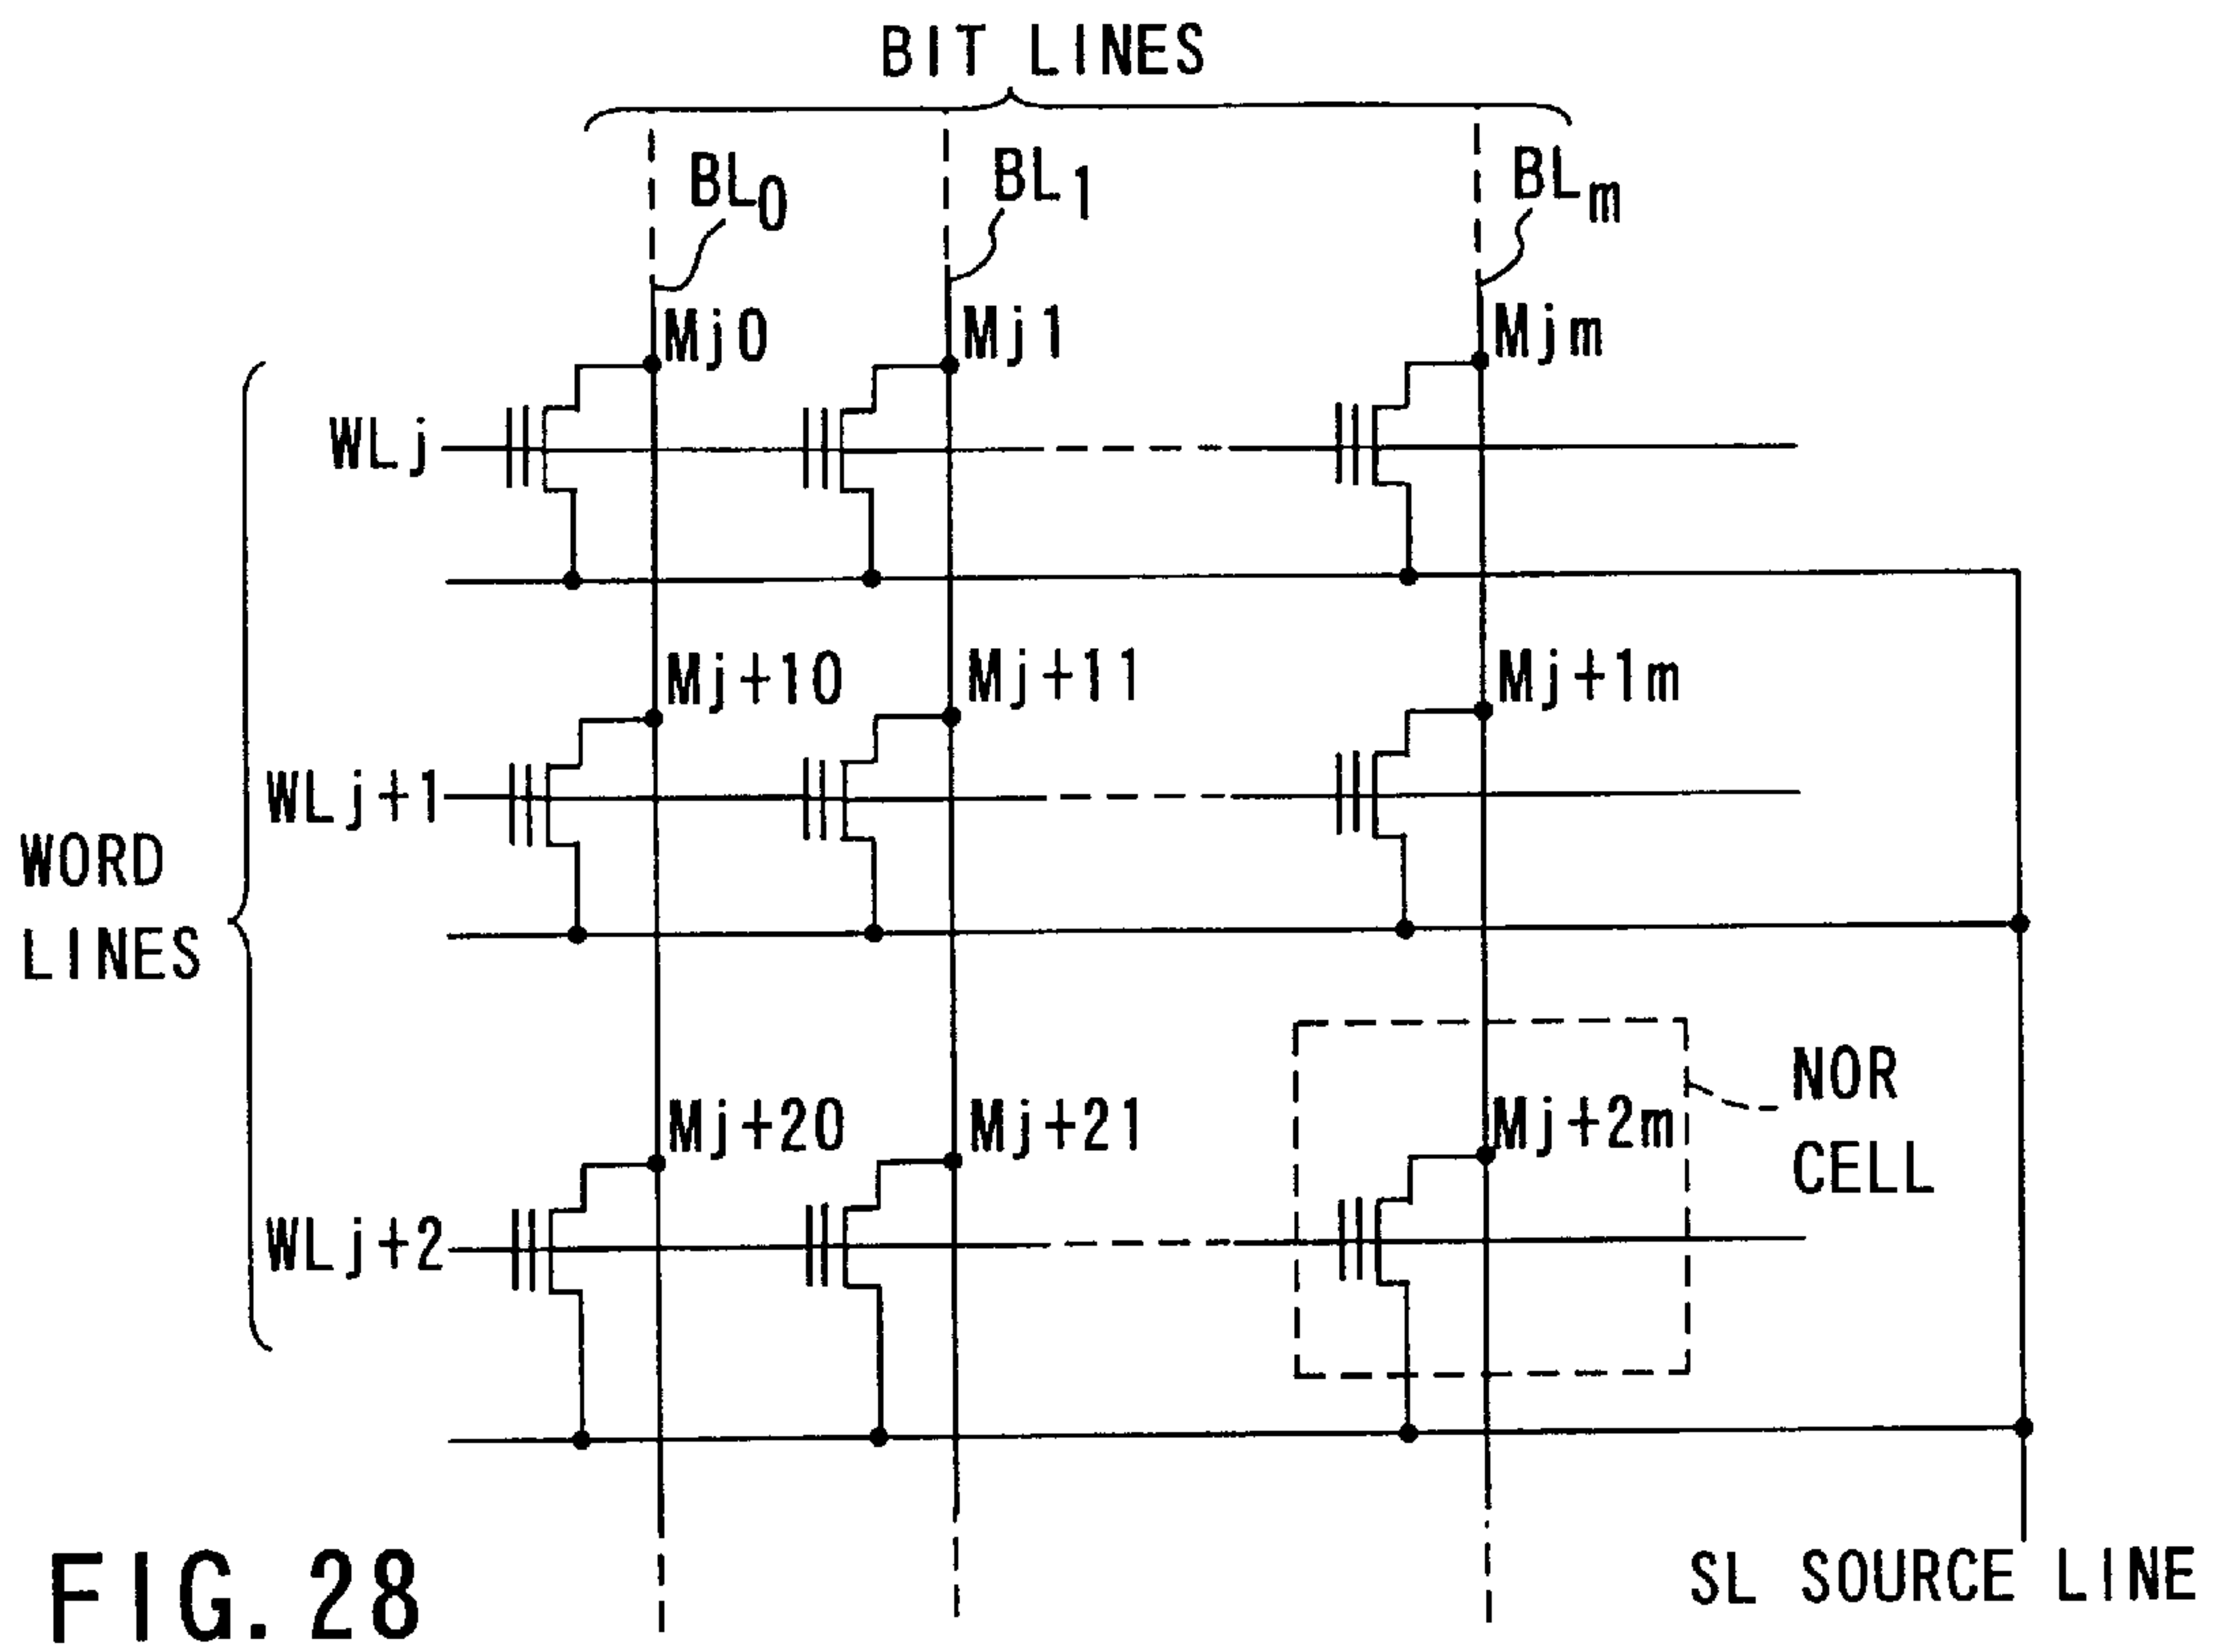 BIT LINES
BL0 BL1 BLm
Mj0 Mj1 Mjm
WLj
Mj+10 Mj+11 Mj+1m
WLj+1
WORD
LINES
NOR
CELL
Mj+20 Mj+21 Mj+2m
WLj+2
SL SOURCE LINE
FIG. 28